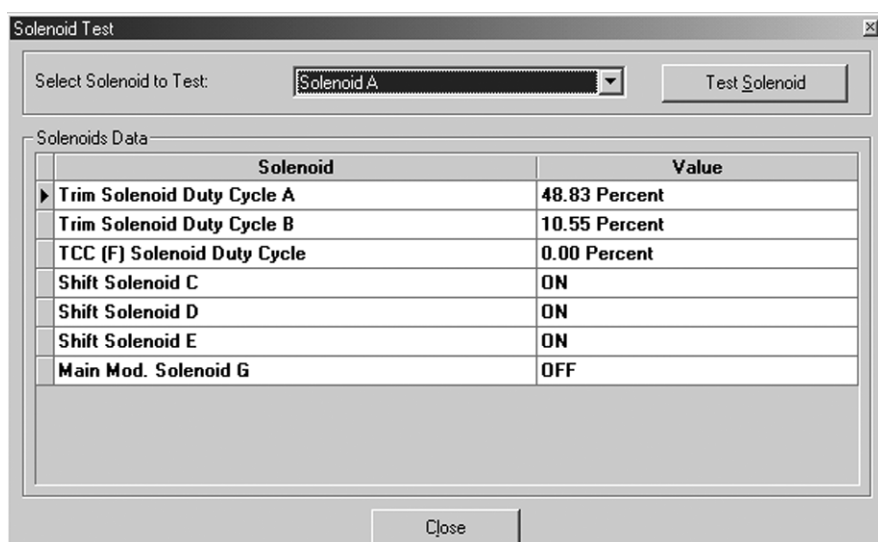 Solenoid Test
Select Solenoid to Test: Solenoid A Test Solenoid
Solenoids Data
Solenoid Value
Trim Solenoid Duty Cycle A 48.83 Percent
Trim Solenoid Duty Cycle B 10.55 Percent
TCC (F) Solenoid Duty Cycle 0.00 Percent
Shift Solenoid C ON
Shift Solenoid D ON
Shift Solenoid E ON
Main Mod. Solenoid G OFF
Close